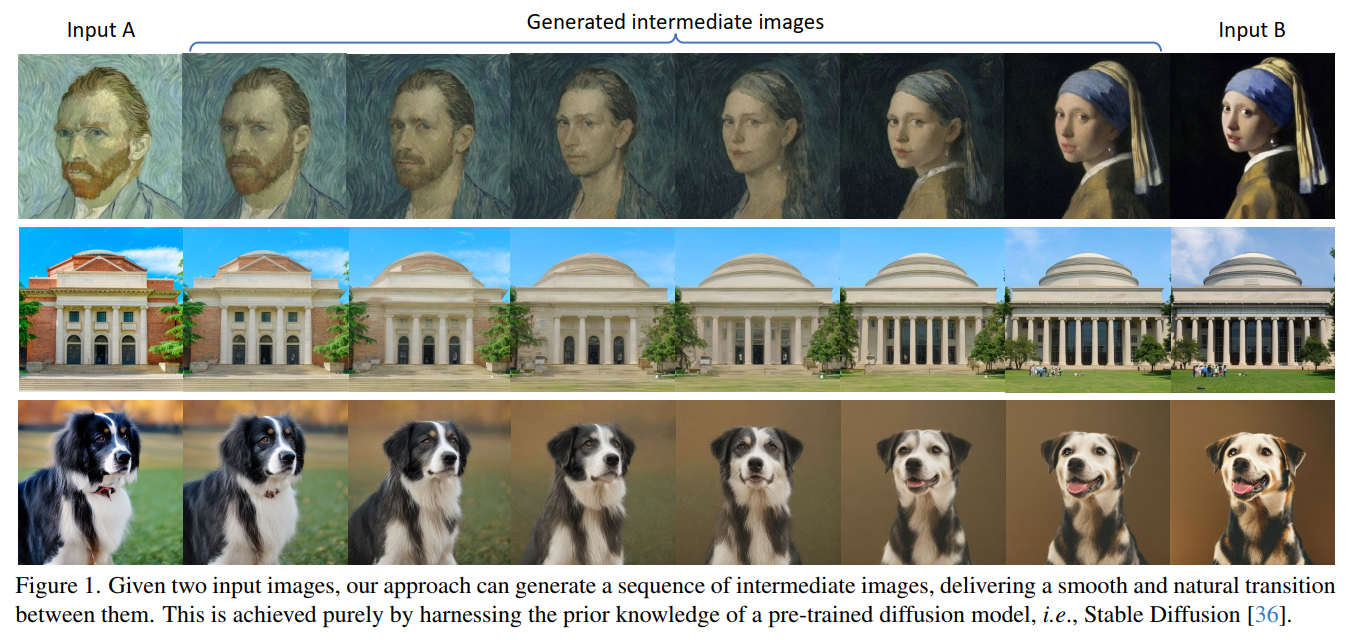 Input A
Generated intermediate images
Input B
Figure 1. Given two input images, our approach can generate a sequence of intermediate images, delivering a smooth and natural transition
between them. This is achieved purely by harnessing the prior knowledge of a pre-trained diffusion model, i.e., Stable Diffusion [36].